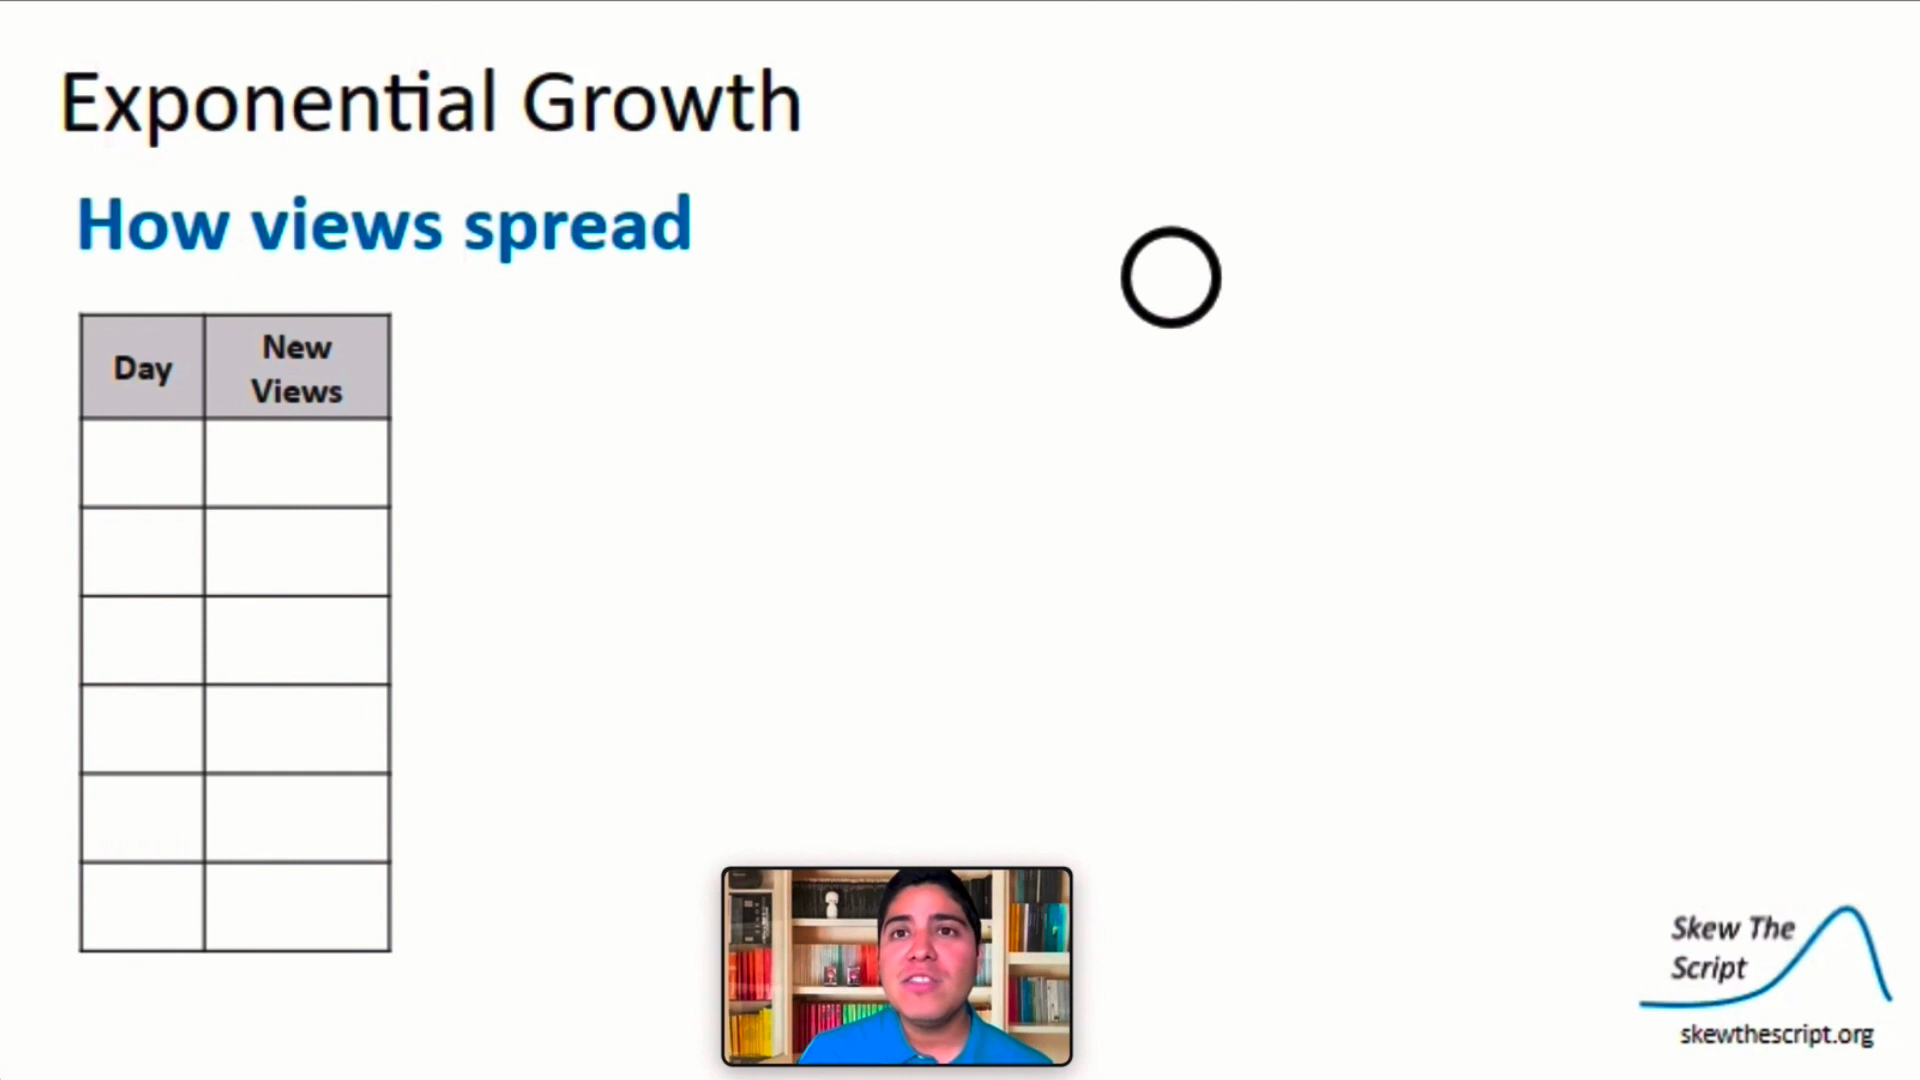 Exponential Growth
How views spread
Day
New
Views
Skew The
Script
skewthescript.org